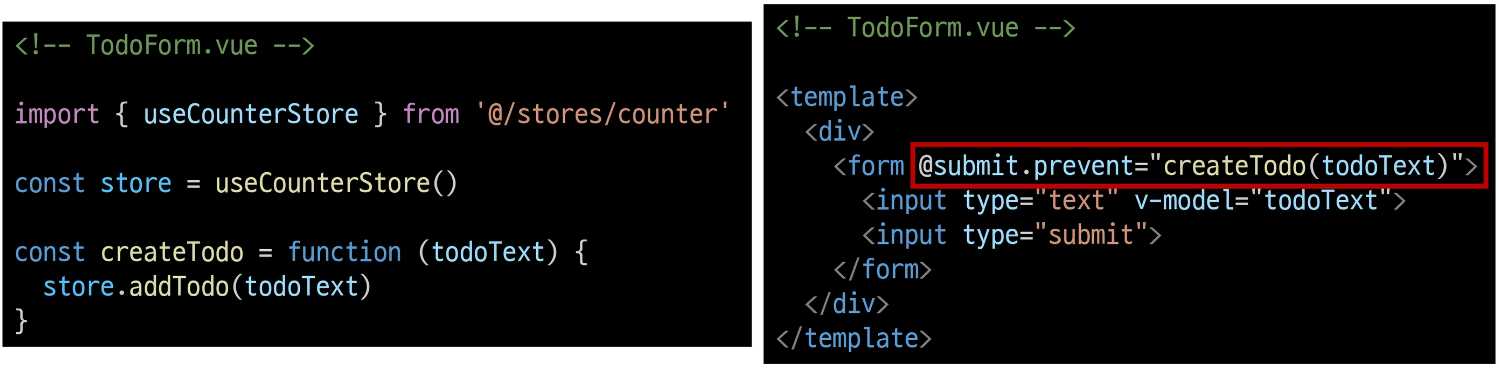 <!-- TodoForm.vue -->
import { useCounterStore } from '@/stores/counter'
const store = useCounterStore()
const createTodo = function (todoText) {
  store.addTodo(todoText)
}
<!-- TodoForm.vue -->
<template>
  <div>
    <form @submit.prevent="createTodo(todoText)">
      <input type="text" v-model="todoText">
      <input type="submit">
    </form>
  </div>
</template>